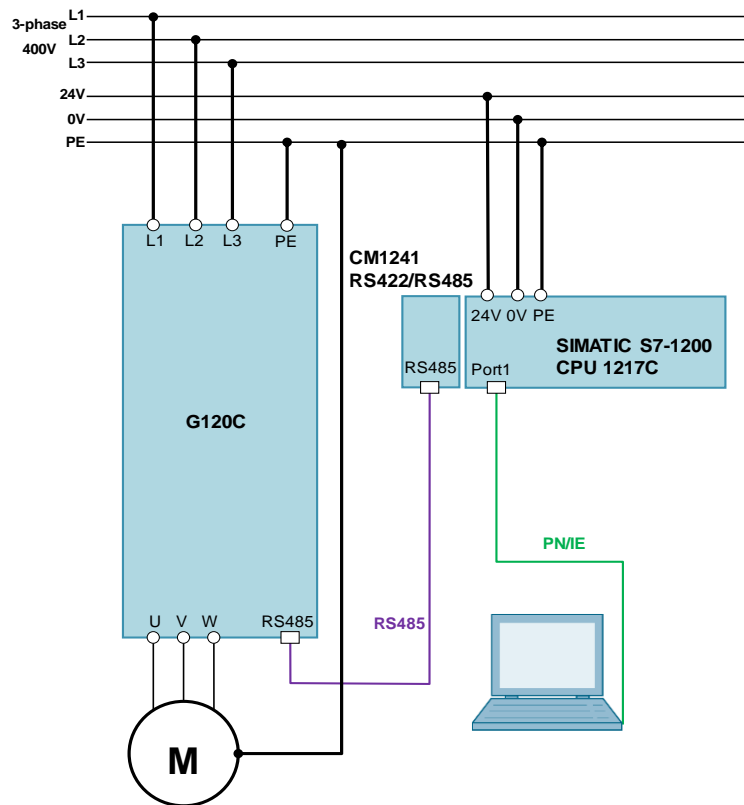 L1
3-phase
L2
400V
L3
24V
0V
PE
L1 L2 L3 PE
CM1241
RS422/RS485
24V 0V PE
SIMATIC S7-1200
CPU 1217C
RS485
Port1
G120C
PN/IE
U V W
RS485
RS485
M